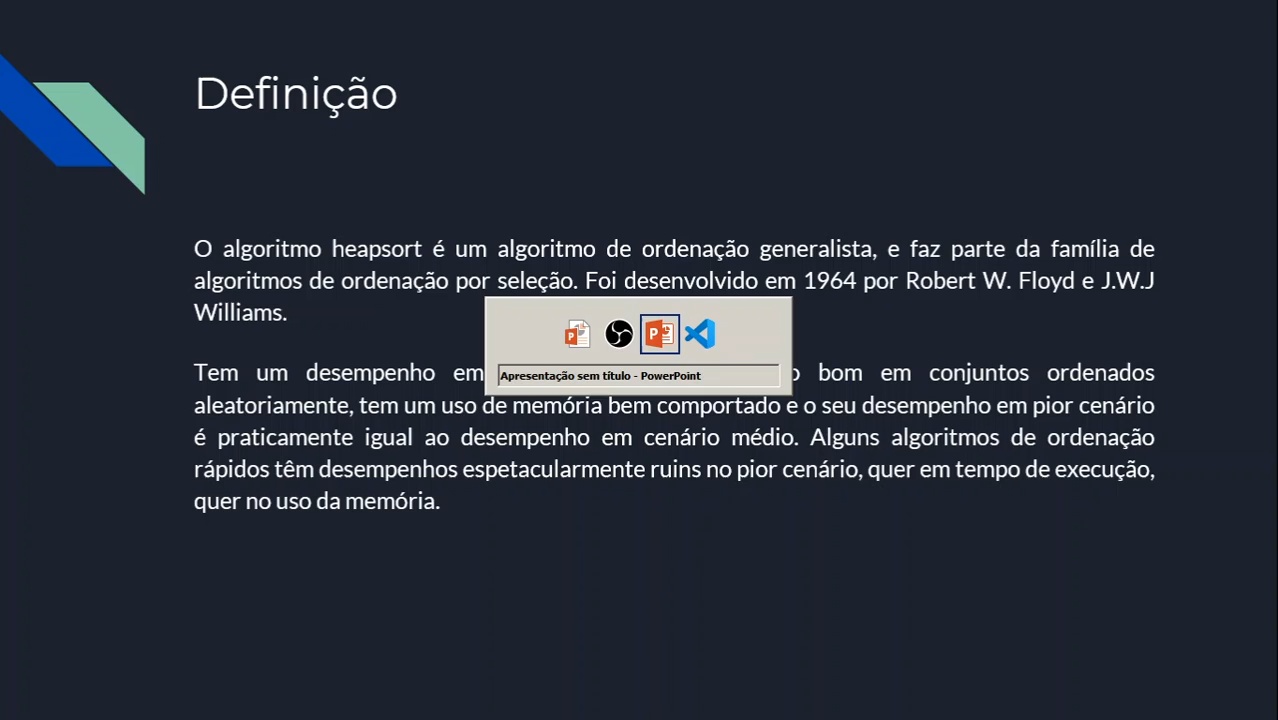 Definição
O algoritmo heapsort é um algoritmo de ordenação generalista, e faz parte da família de
algoritmos de ordenação por seleção. Foi desenvolvido em 1964 por Robert W. Floyd e J.W.J
Williams.
Apresentação sem título - PowerPoint
Tem um desempenho em bom em conjuntos ordenados
aleatoriamente, tem um uso de memória bem comportado e o seu desempenho em pior cenário
é praticamente igual ao desempenho em cenário médio. Alguns algoritmos de ordenação
rápidos têm desempenhos espetacularmente ruins no pior cenário, quer em tempo de execução,
quer no uso da memória.